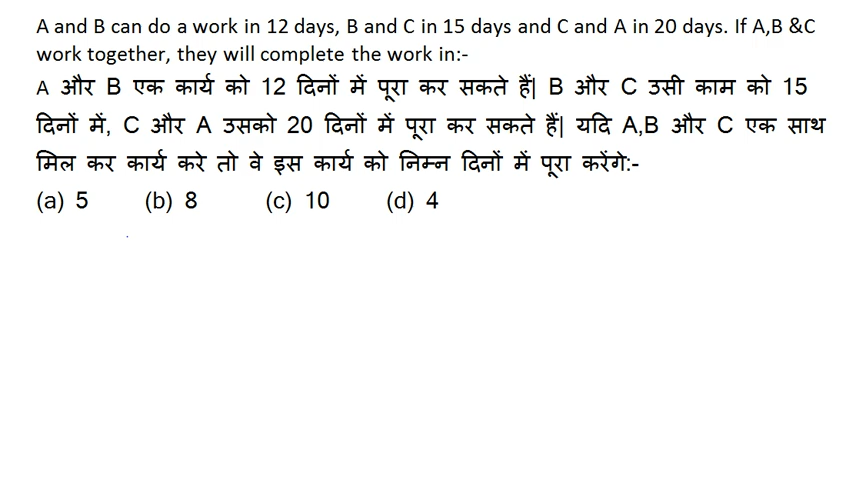 A and B can do a work in 12 days, B and C in 15 days and C and A in 20 days. If A,B &C
work together, they will complete the work in:-
A और B एक कार्य को 12 दिनों में पूरा कर सकते हैं| B और C उसी काम को 15
दिनों में, C और A उसको 20 दिनों में पूरा कर सकते हैं| यदि A,B और C एक साथ
मिल कर कार्य करे तो वे इस कार्य को निम्न दिनों में पूरा करेंगे:-
(a) 5 (b) 8 (c) 10 (d) 4